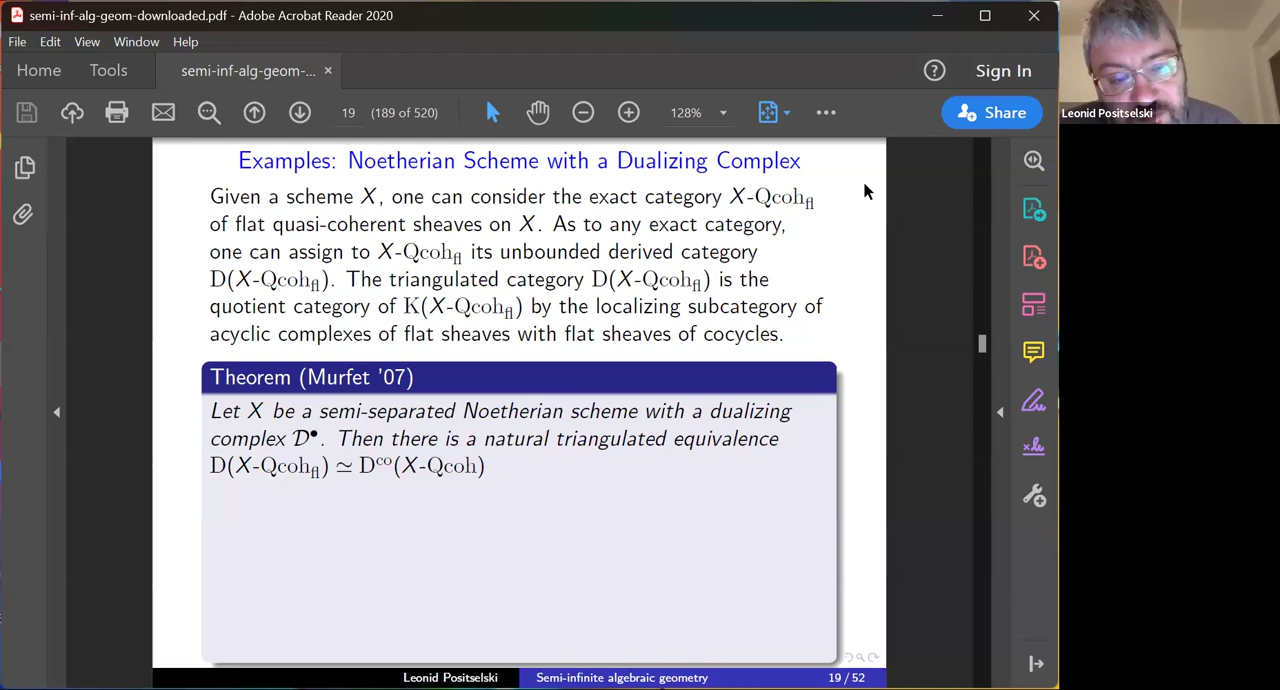 semi-inf-alg-geom-downloaded.pdf - Adobe Acrobat Reader 2020
File Edit View Window Help
Home Tools semi-inf-alg-geom-... × Sign In
19 (189 of 520) 128% Share
Leonid Positselski
Examples: Noetherian Scheme with a Dualizing Complex
Given a scheme X, one can consider the exact category X-Qcoh_fl
of flat quasi-coherent sheaves on X. As to any exact category,
one can assign to X-Qcoh_fl its unbounded derived category
D(X-Qcoh_fl). The triangulated category D(X-Qcoh_fl) is the
quotient category of K(X-Qcoh_fl) by the localizing subcategory of
acyclic complexes of flat sheaves with flat sheaves of cocycles.
Theorem (Murfet '07)
Let X be a semi-separated Noetherian scheme with a dualizing
complex 𝒟•. Then there is a natural triangulated equivalence
D(X-Qcoh_fl) ≃ D^co(X-Qcoh)
Leonid Positselski Semi-infinite algebraic geometry 19 / 52